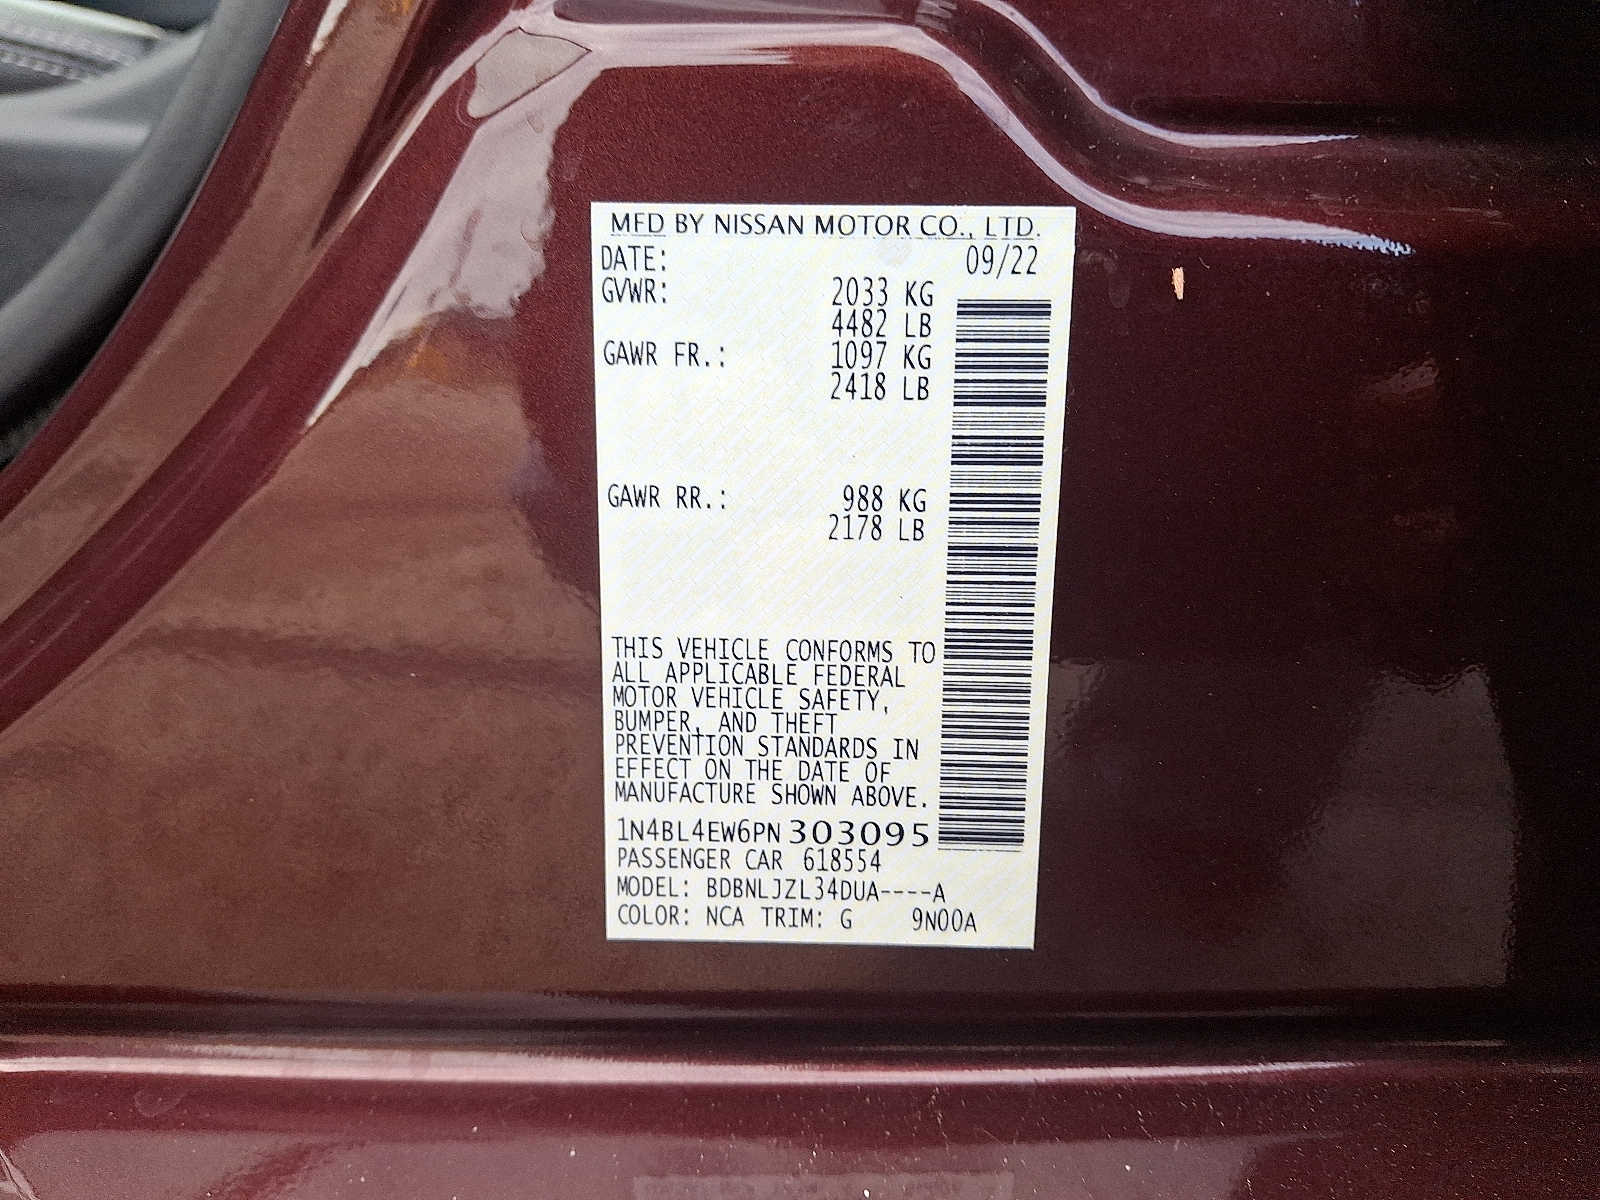 MFD BY NISSAN MOTOR CO., LTD.
DATE: 09/22
GVWR: 2033 KG
4482 LB
GAWR FR.: 1097 KG
2418 LB
GAWR RR.: 988 KG
2178 LB
THIS VEHICLE CONFORMS TO
ALL APPLICABLE FEDERAL
MOTOR VEHICLE SAFETY,
BUMPER, AND THEFT
PREVENTION STANDARDS IN
EFFECT ON THE DATE OF
MANUFACTURE SHOWN ABOVE.
1N4BL4EW6PN303095
PASSENGER CAR 618554
MODEL: BDBNLJZL34DUA----A
COLOR: NCA TRIM: G 9N00A